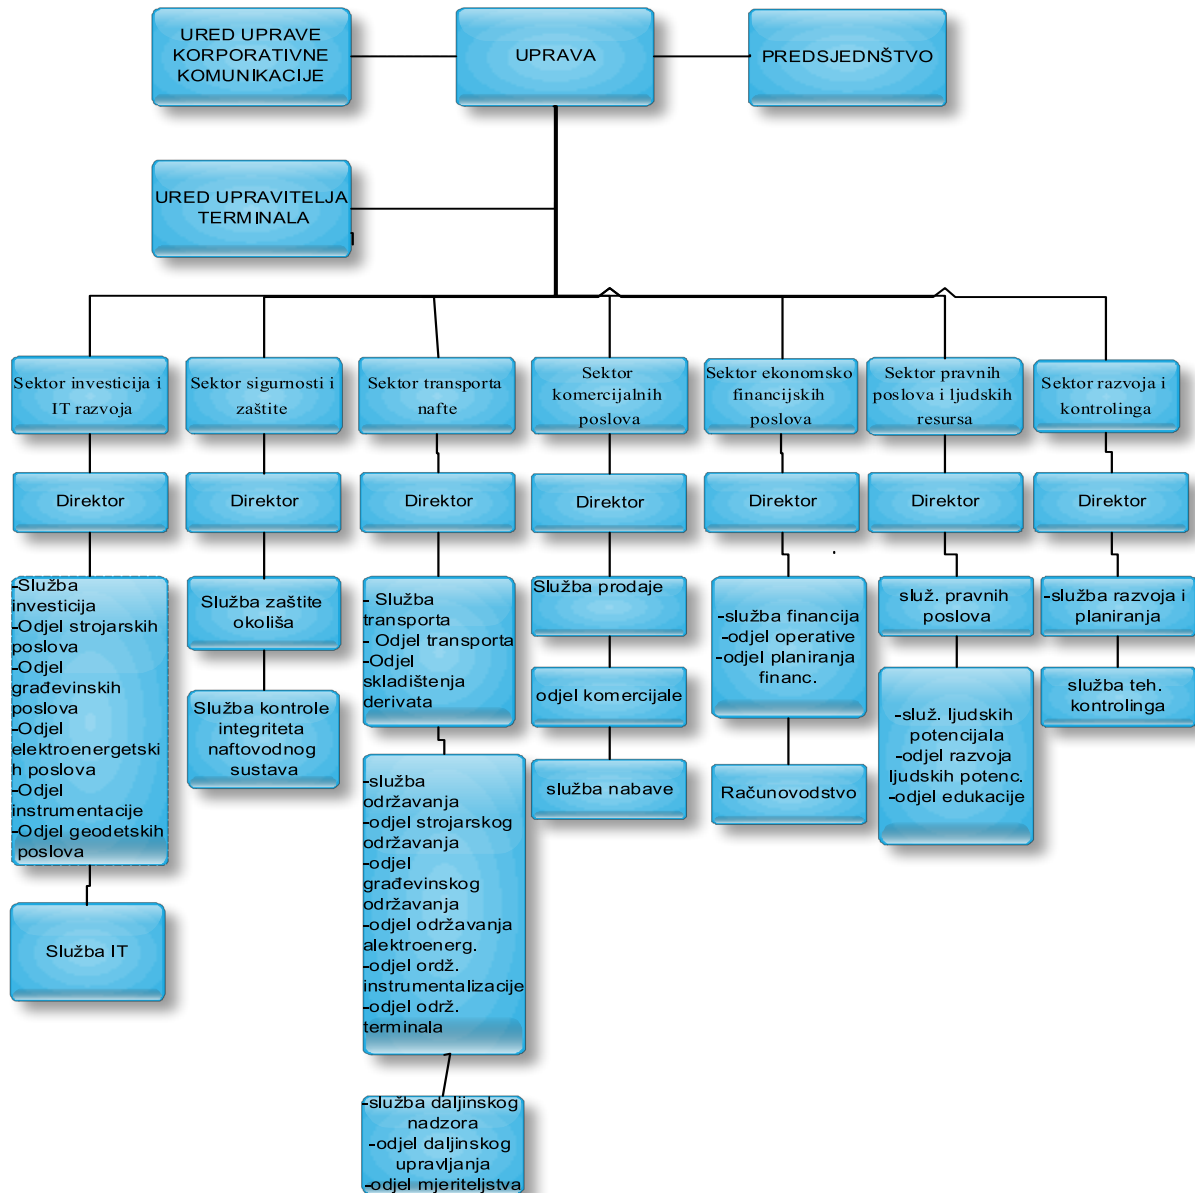 URED UPRAVE
KORPORATIVNE
KOMUNIKACIJE
UPRAVA
PREDSJEDNŠTVO
URED UPRAVITELJA
TERMINALA
Sektor investicija i
IT razvoja
Sektor sigurnosti i
zaštite
Sektor transporta
nafte
Sektor
komercijalnih
poslova
Sektor ekonomsko
financijskih
poslova
Sektor pravnih
poslova i ljudskih
resursa
Sektor razvoja i
kontrolinga
Direktor
Direktor
Direktor
Direktor
Direktor
Direktor
Direktor
-Služba
investicija
-Odjel strojarskih
poslova
-Odjel
građevinskih
poslova
-Odjel
elektroenergetski
h poslova
-Odjel
instrumentacije
-Odjel geodetskih
poslova
Služba IT
Služba zaštite
okoliša
Služba kontrole
integriteta
naftovodnog
sustava
- Služba
transporta
- Odjel transporta
-Odjel
skladištenja
derivata
-služba
održavanja
-odjel strojarskog
održavanja
-odjel
građevinskog
održavanja
-odjel održavanja
alektroenerg.
-odjel ordž.
instrumentalizacije
-odjel održ.
terminala
-služba daljinskog
nadzora
-odjel daljinskog
upravljanja
-odjel mjeriteljstva
Služba prodaje
odjel komercijale
služba nabave
-služba financija
-odjel operative
-odjel planiranja
financ.
Računovodstvo
služ. pravnih
poslova
-služ. ljudskih
potencijala
-odjel razvoja
ljudskih potenc.
-odjel edukacije
-služba razvoja i
planiranja
služba teh.
kontrolinga